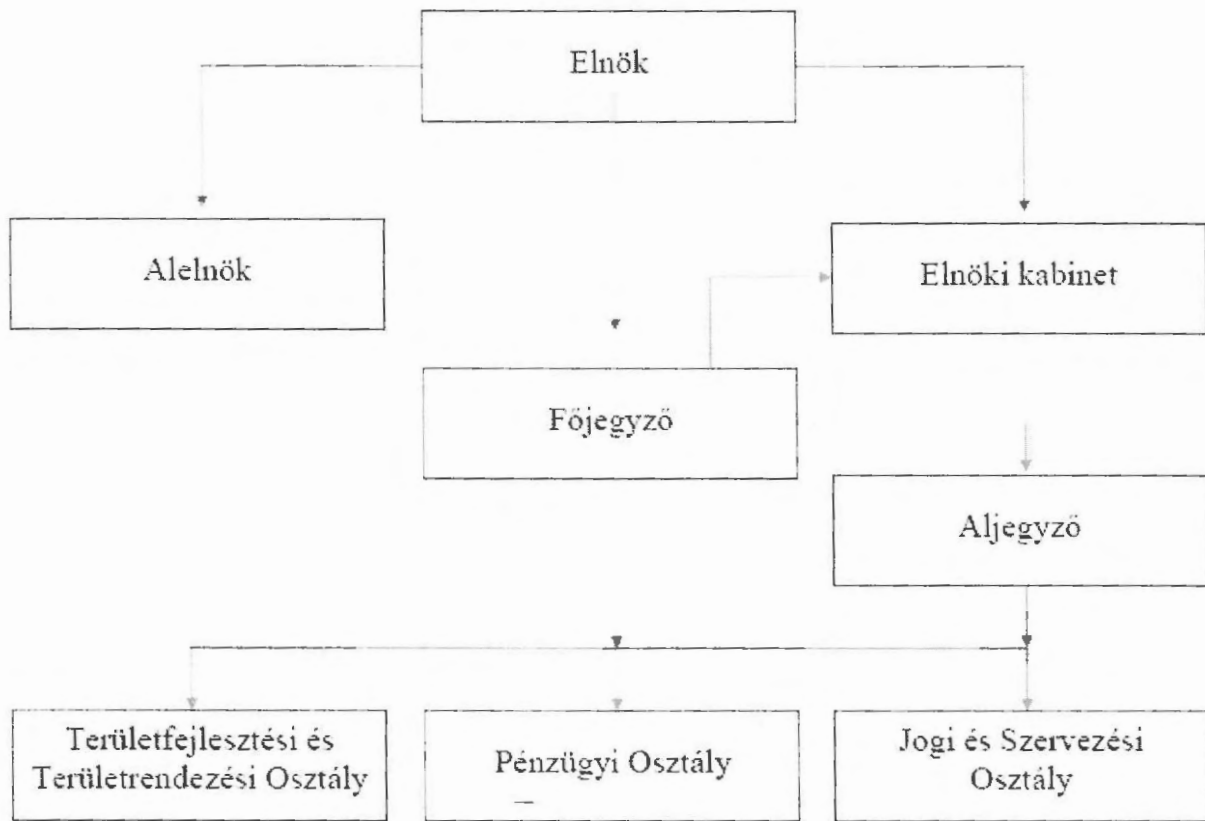 Elnök
Alelnök
Elnöki kabinet
Főjegyző
Aljegyző
Területfejlesztési és
Területrendezési Osztály
Pénzügyi Osztály
Jogi és Szervezési
Osztály